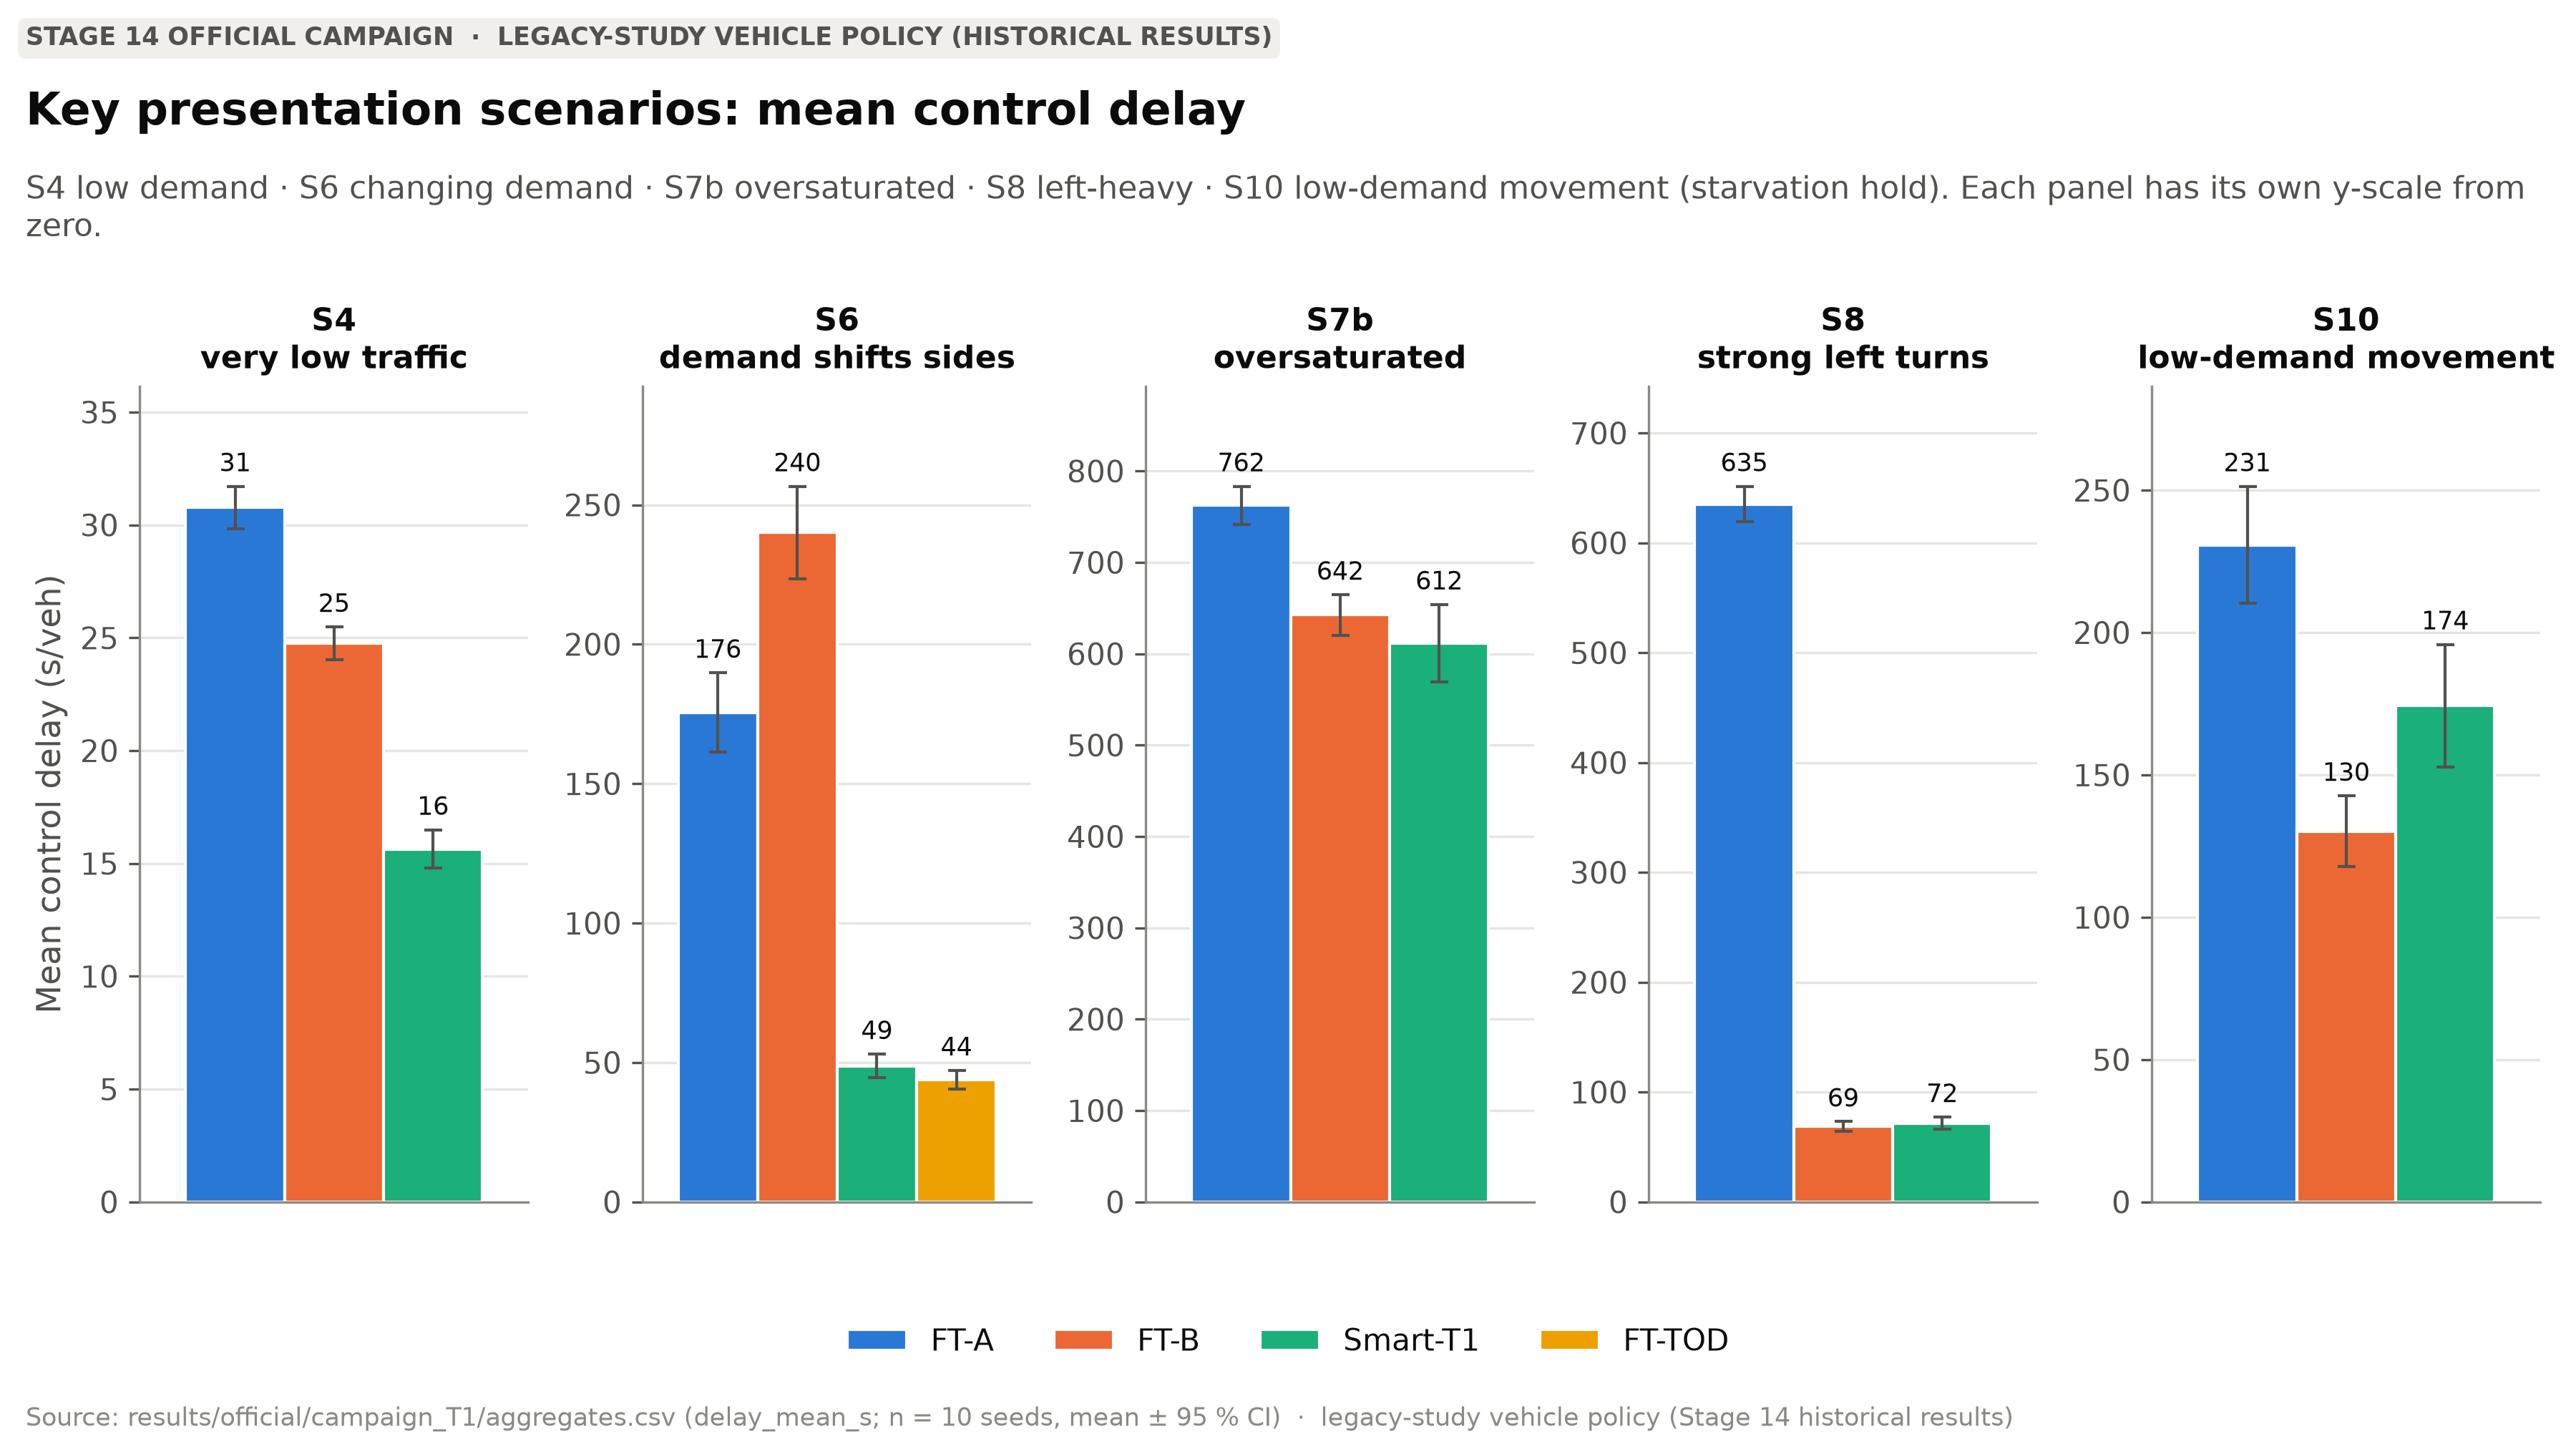 STAGE 14 OFFICIAL CAMPAIGN · LEGACY-STUDY VEHICLE POLICY (HISTORICAL RESULTS)
Key presentation scenarios: mean control delay
S4 low demand · S6 changing demand · S7b oversaturated · S8 left-heavy · S10 low-demand movement (starvation hold). Each panel has its own y-scale from
zero.
S4
very low traffic
Mean control delay (s/veh)
35
30
25
20
15
10
5
0
31
25
16
S6
demand shifts sides
250
200
150
100
50
0
176
240
49
44
S7b
oversaturated
800
700
600
500
400
300
200
100
0
762
642
612
S8
strong left turns
700
600
500
400
300
200
100
0
635
69
72
S10
low-demand movement
250
200
150
100
50
0
231
130
174
FT-A
FT-B
Smart-T1
FT-TOD
Source: results/official/campaign_T1/aggregates.csv (delay_mean_s; n = 10 seeds, mean ± 95 % CI) · legacy-study vehicle policy (Stage 14 historical results)